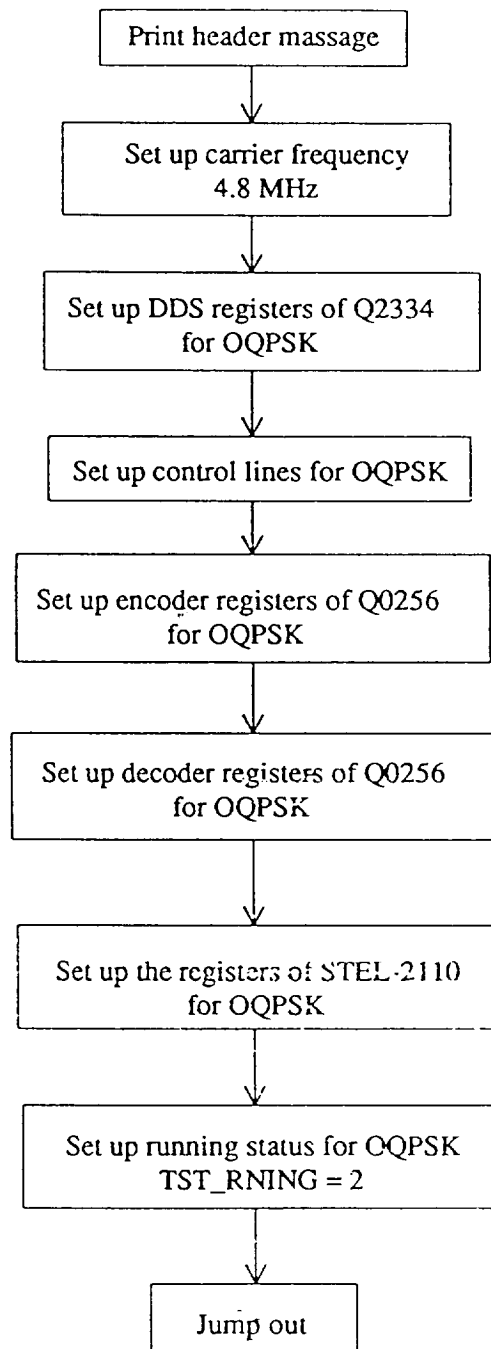 Print header massage
Set up carrier frequency
4.8 MHz
Set up DDS registers of Q2334
for OQPSK
Set up control lines for OQPSK
Set up encoder registers of Q0256
for OQPSK
Set up decoder registers of Q0256
for OQPSK
Set up the registers of STEL-2110
for OQPSK
Set up running status for OQPSK
TST_RNING = 2
Jump out